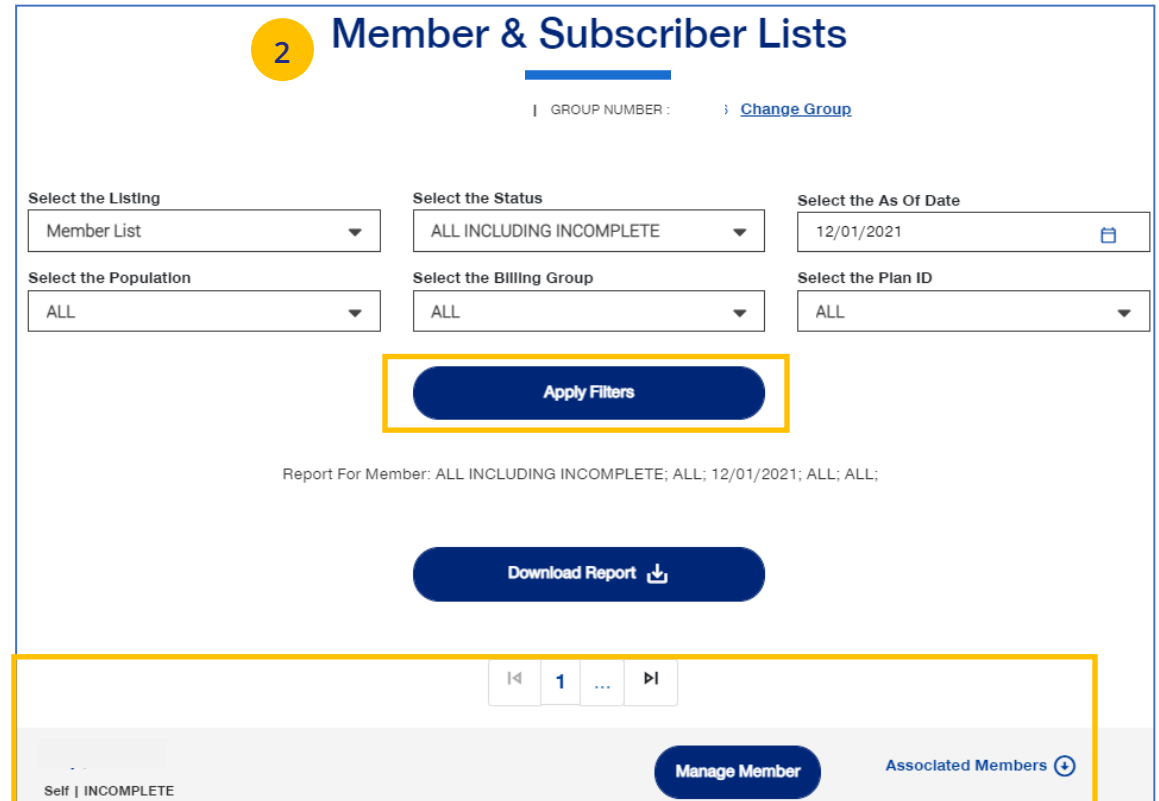 2
Member & Subscriber Lists
| GROUP NUMBER : Change Group
Select the Listing Select the Status Select the As Of Date
Member List ALL INCLUDING INCOMPLETE 12/01/2021
Select the Population Select the Billing Group Select the Plan ID
ALL ALL ALL
Apply Filters
Report For Member: ALL INCLUDING INCOMPLETE; ALL; 12/01/2021; ALL; ALL;
Download Report
1 ...
Manage Member Associated Members
Self | INCOMPLETE